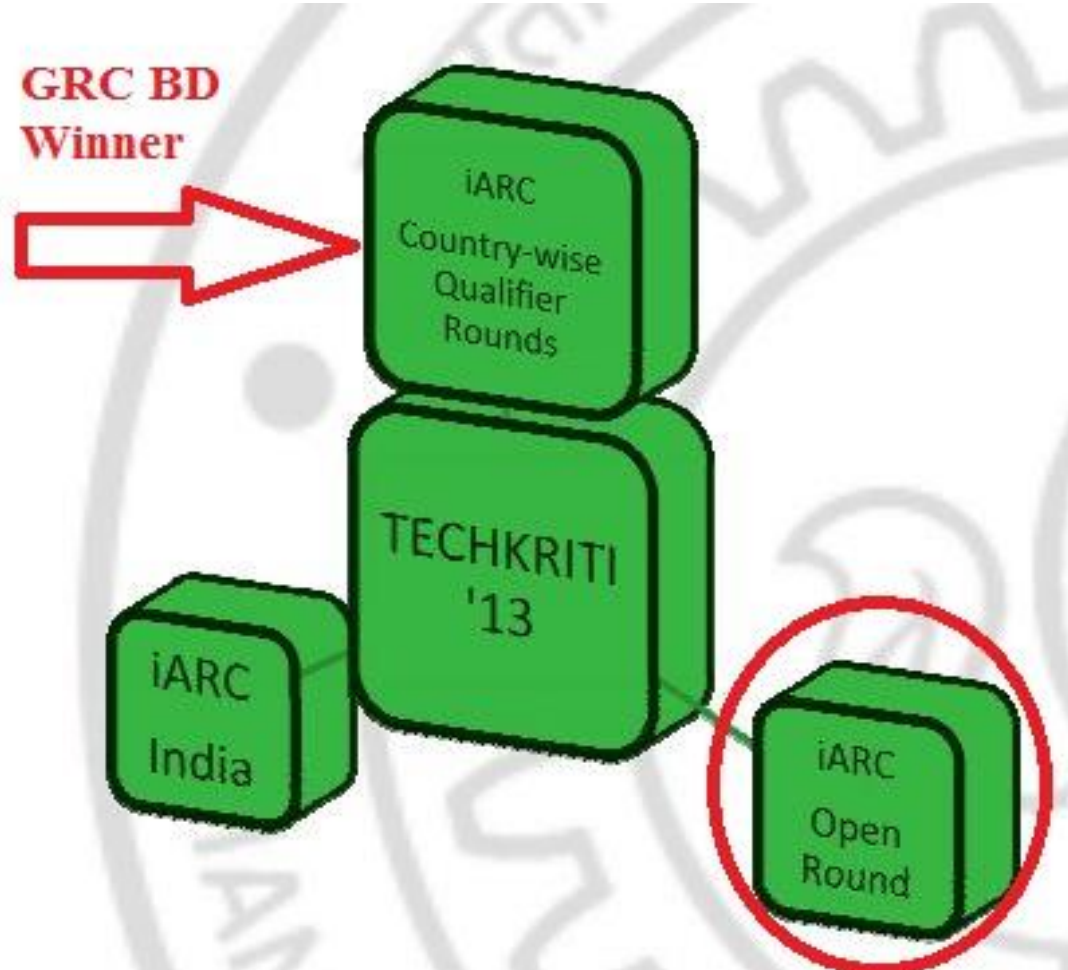 GRC BD
Winner
iARC
Country-wise
Qualifier
Rounds
TECHKRITI
'13
iARC
India
iARC
Open
Round